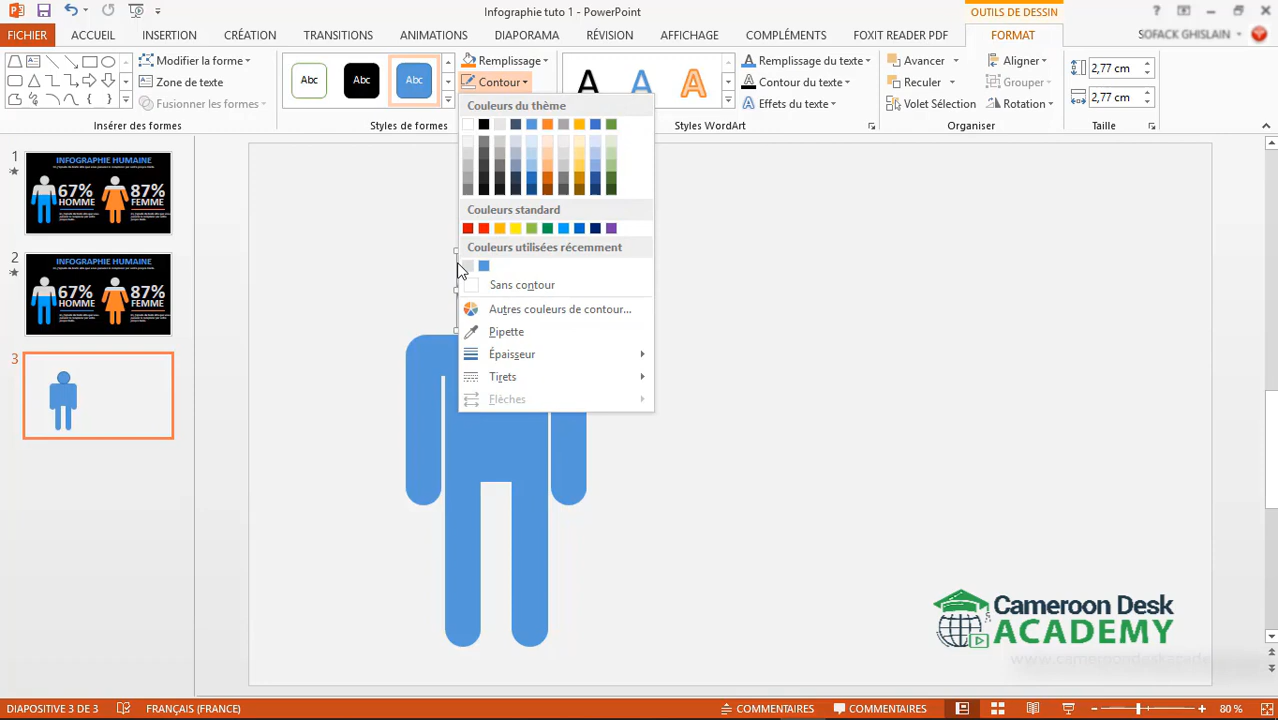 Infographie tuto 1 - PowerPoint
OUTILS DE DESSIN
FICHIER ACCUEIL INSERTION CRÉATION TRANSITIONS ANIMATIONS DIAPORAMA RÉVISION AFFICHAGE COMPLÉMENTS FOXIT READER PDF FORMAT SOFACK GHISLAIN
Modifier la forme
Zone de texte
Fusionner les formes
Insérer des formes
Abc Abc Abc
Remplissage
Contour
Styles de formes
A A A
Remplissage du texte
Contour du texte
Effets du texte
Styles WordArt
Avancer
Reculer
Volet Sélection
Aligner
Grouper
Rotation
Organiser
2,77 cm
2,77 cm
Taille
Couleurs du thème
Couleurs standard
Couleurs utilisées récemment
Sans contour
Autres couleurs de contour...
Pipette
Épaisseur
Tirets
Flèches
1
INFOGRAPHIE HUMAINE
67%
HOMME
87%
FEMME
2
INFOGRAPHIE HUMAINE
67%
HOMME
87%
FEMME
3
Cameroon Desk
ACADEMY
DIAPOSITIVE 3 DE 3 FRANÇAIS (FRANCE) COMMENTAIRES COMMENTAIRES 80 %